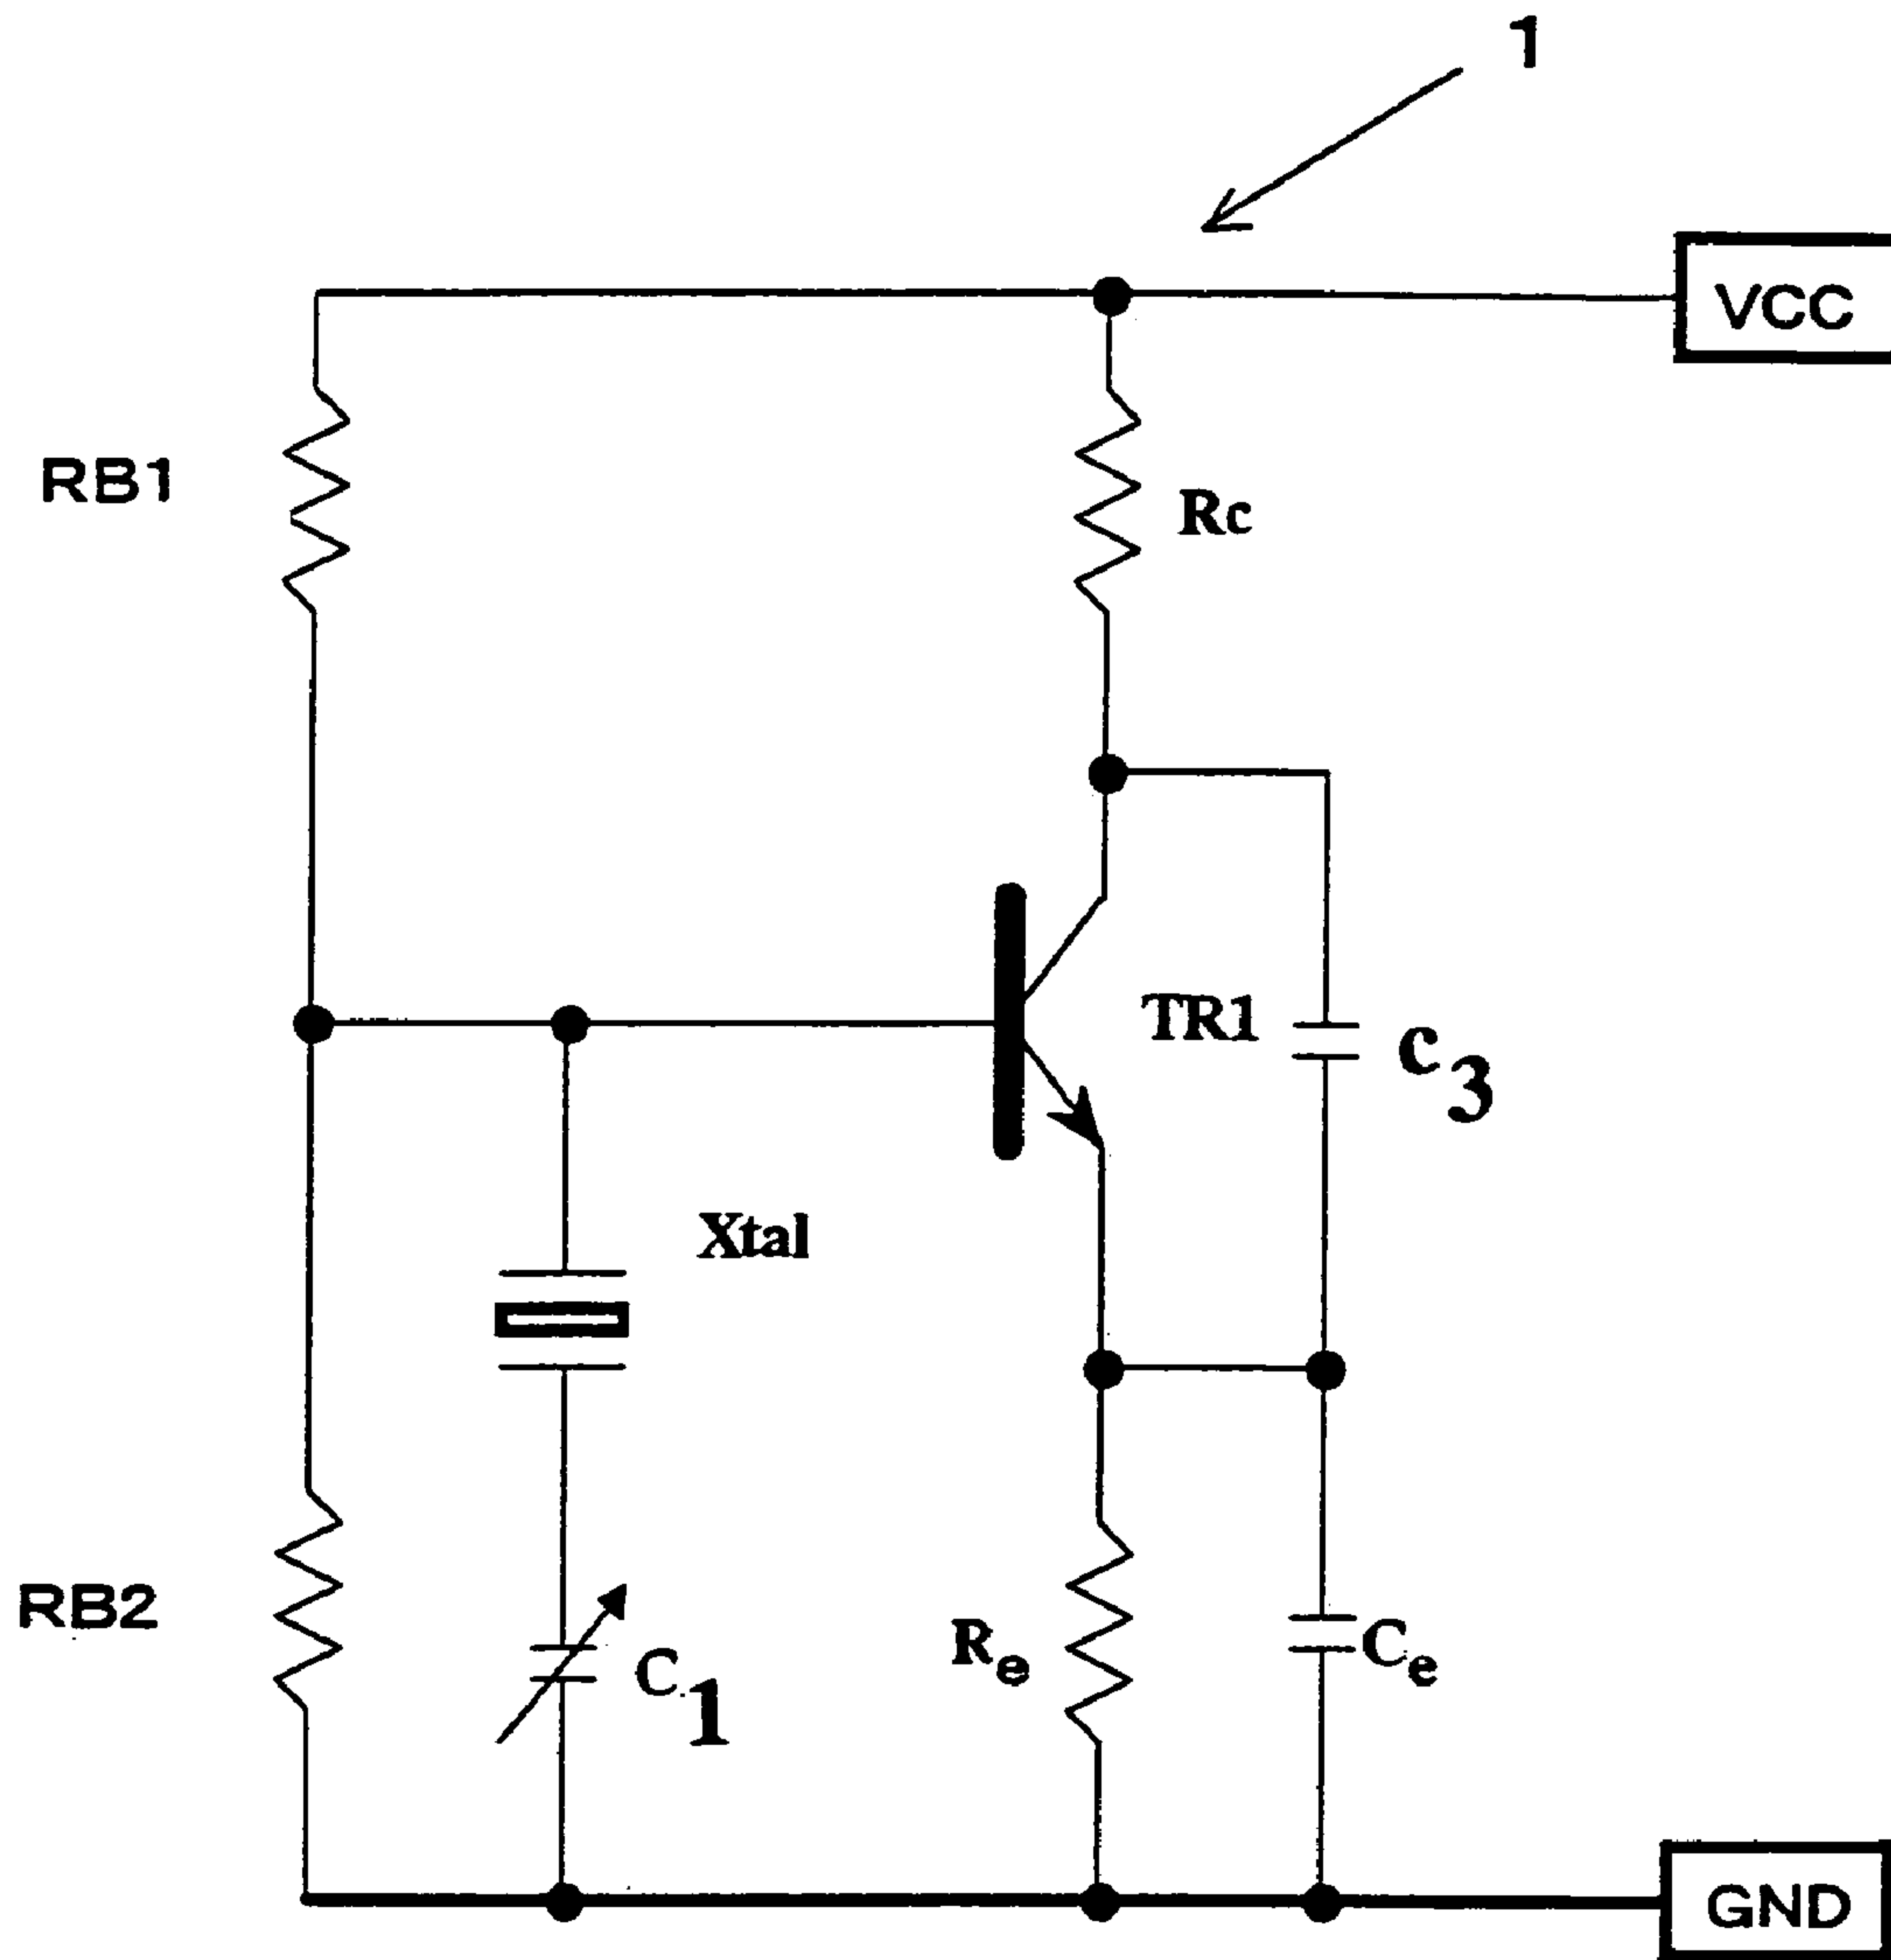 1
VCC
RB1
Rc
TR1
C3
Xtal
RB2
C1
Re
Ce
GND